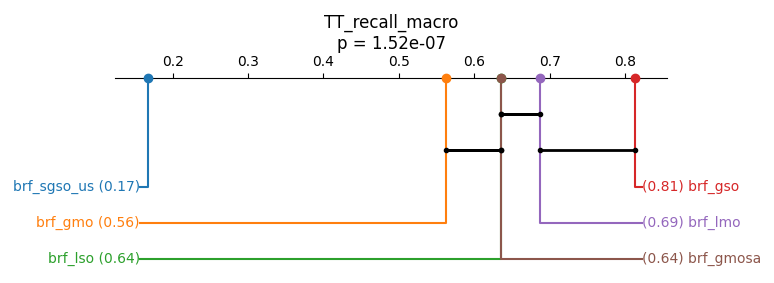 TT_recall_macro
p = 1.52e-07
0.2 0.3 0.4 0.5 0.6 0.7 0.8
brf_sgso_us (0.17) (0.81) brf_gso
brf_gmo (0.56) (0.69) brf_lmo
brf_lso (0.64) (0.64) brf_gmosa